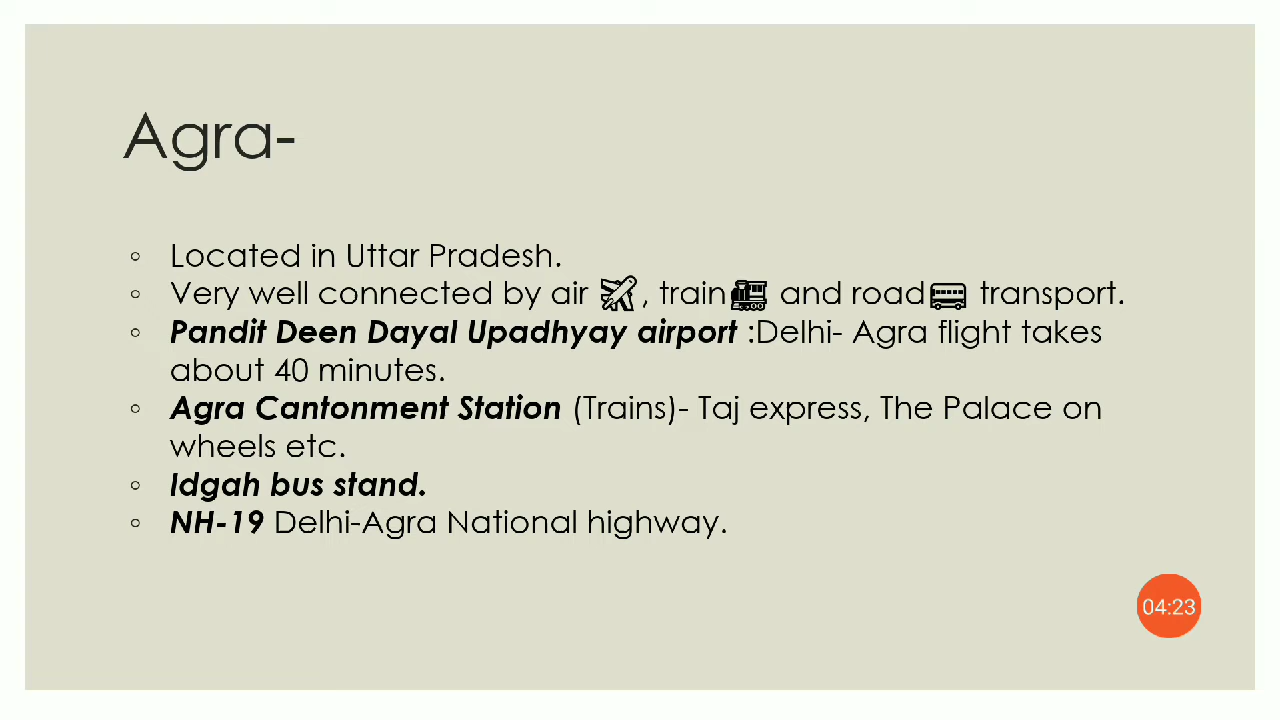 Agra-
Located in Uttar Pradesh.
Very well connected by air , train and road transport.
Pandit Deen Dayal Upadhyay airport :Delhi- Agra flight takes
about 40 minutes.
Agra Cantonment Station (Trains)- Taj express, The Palace on
wheels etc.
Idgah bus stand.
NH-19 Delhi-Agra National highway.
04:23